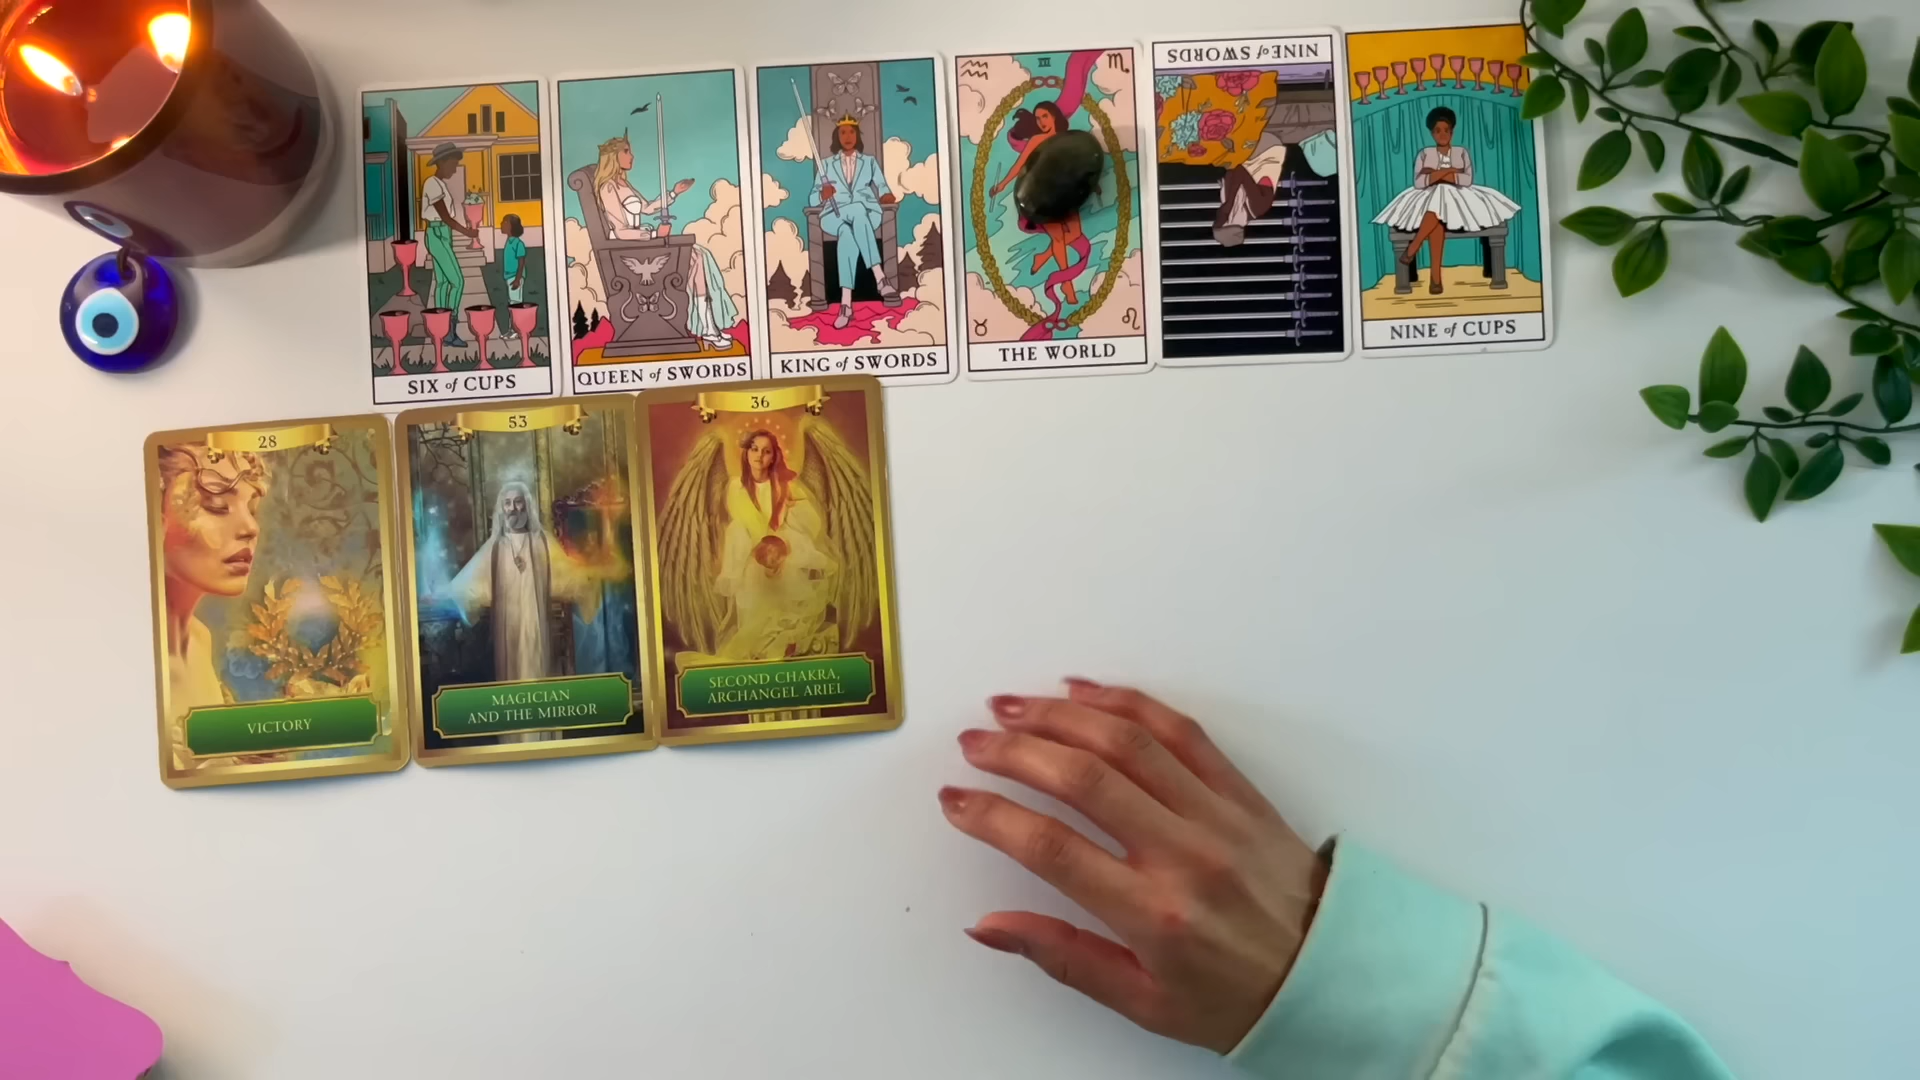 SIX of CUPS
QUEEN of SWORDS
KING of SWORDS
III
THE WORLD
NINE of SWORDS
NINE of CUPS
28
VICTORY
53
MAGICIAN
AND THE MIRROR
36
SECOND CHAKRA,
ARCHANGEL ARIEL